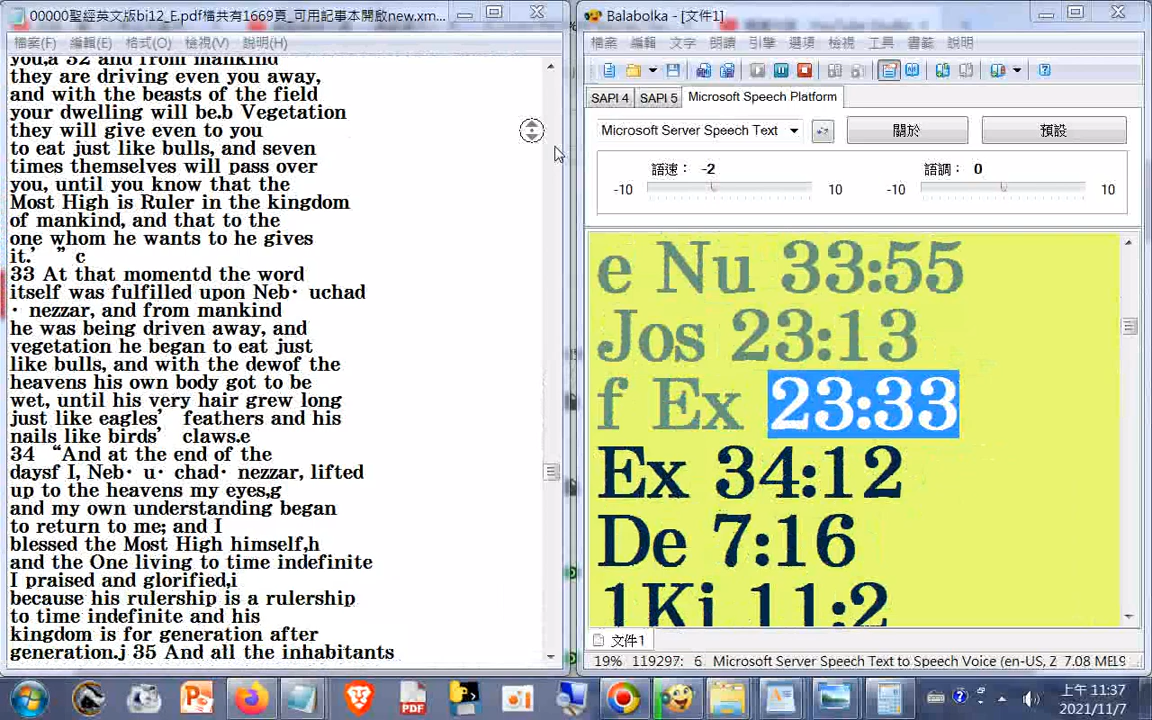 00000聖經英文版bi12_E.pdf檔共有1669頁_可用記事本開啟new.xm...
檔案(F) 編輯(E) 格式(O) 檢視(V) 說明(H)
you,a 32 and from mankind
they are driving even you away,
and with the beasts of the field
your dwelling will be.b Vegetation
they will give even to you
to eat just like bulls, and seven
times themselves will pass over
you, until you know that the
Most High is Ruler in the kingdom
of mankind, and that to the
one whom he wants to he gives
it.’ ” c
33 At that momentd the word
itself was fulfilled upon Neb· uchad
· nezzar, and from mankind
he was being driven away, and
vegetation he began to eat just
like bulls, and with the dewof the
heavens his own body got to be
wet, until his very hair grew long
just like eagles’ feathers and his
nails like birds’ claws.e
34 “And at the end of the
daysf I, Neb· u· chad· nezzar, lifted
up to the heavens my eyes,g
and my own understanding began
to return to me; and I
blessed the Most High himself,h
and the One living to time indefinite
I praised and glorified,i
because his rulership is a rulership
to time indefinite and his
kingdom is for generation after
generation.j 35 And all the inhabitants
Balabolka - [文件1]
檔案 編輯 文字 朗讀 引擎 選項 檢視 工具 書籤 說明
SAPI 4 SAPI 5 Microsoft Speech Platform
Microsoft Server Speech Text 關於 預設
語速： -2 語調： 0
-10 10 -10 10
e Nu 33:55
Jos 23:13
f Ex 23:33
Ex 34:12
De 7:16
1Ki 11:2
文件1
19% 119297: 6 Microsoft Server Speech Text to Speech Voice (en-US, Z 7.08 ME
PDF
上午 11:37
2021/11/7